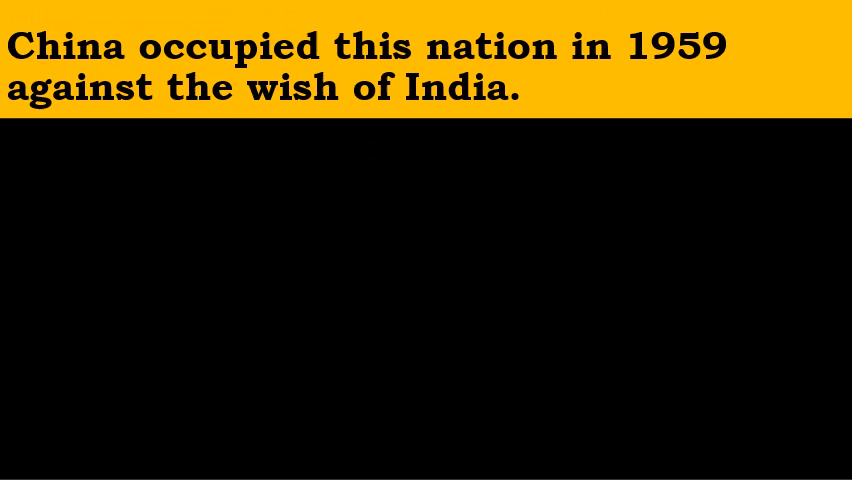 China occupied this nation in 1959
against the wish of India.